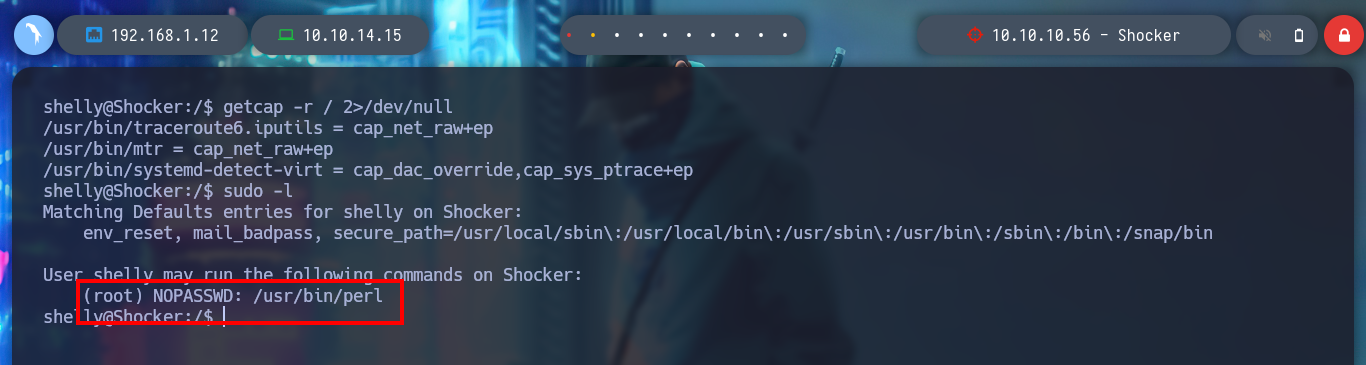 192.168.1.12
10.10.14.15
10.10.10.56 - Shocker
shelly@Shocker:/$ getcap -r / 2>/dev/null
/usr/bin/traceroute6.iputils = cap_net_raw+ep
/usr/bin/mtr = cap_net_raw+ep
/usr/bin/systemd-detect-virt = cap_dac_override,cap_sys_ptrace+ep
shelly@Shocker:/$ sudo -l
Matching Defaults entries for shelly on Shocker:
    env_reset, mail_badpass, secure_path=/usr/local/sbin\:/usr/local/bin\:/usr/sbin\:/usr/bin\:/sbin\:/bin\:/snap/bin
User shelly may run the following commands on Shocker:
    (root) NOPASSWD: /usr/bin/perl
shelly@Shocker:/$